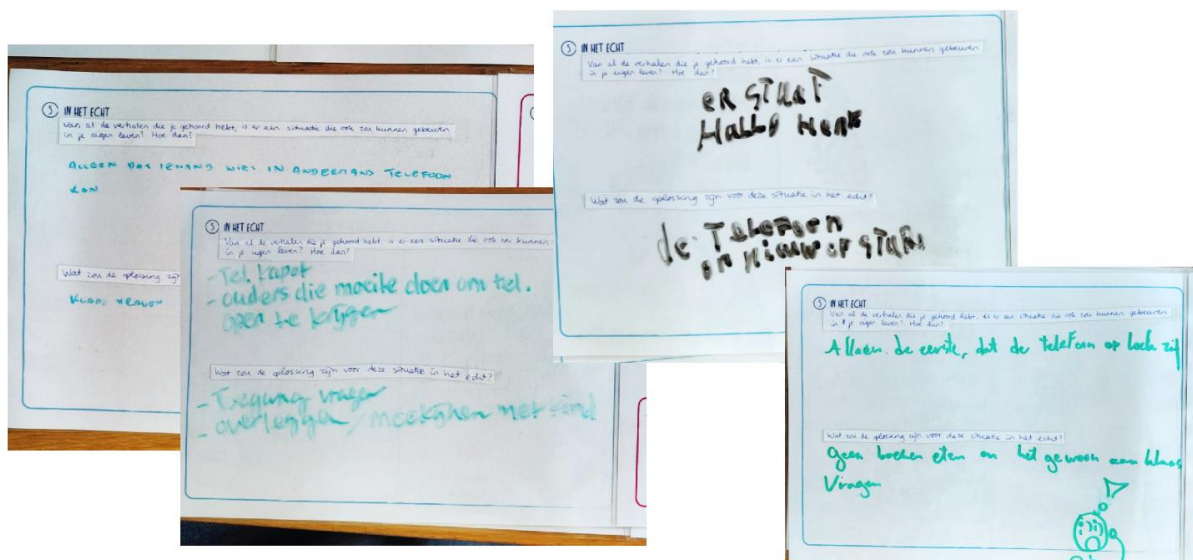 5 IN HET ECHT
Van al de verhalen die je gehoord hebt, is er een situatie die ook zou kunnen gebeuren
in je eigen leven? Hoe dan?
ALLEEN DAT IEMAND NIET IN ANDERMANS TELEFOON
KON
Wat zou de oplossing zijn
KLAAS VRAGEN
5 IN HET ECHT
Van al de verhalen die je gehoord hebt, is er een situatie die ook zou kunnen
in je eigen leven? Hoe dan?
- Tel. kapot
- ouders die moeite doen om tel.
open te krijgen
Wat zou de oplossing zijn voor deze situatie in het echt?
- Toegang vragen
- overleggen / meekijken met kind
5 IN HET ECHT
Van al de verhalen die je gehoord hebt, is er een situatie die ook zou kunnen gebeuren
in je eigen leven? Hoe dan?
ER STAAT
HALLO HENK
Wat zou de oplossing zijn voor deze situatie in het echt?
de TELEFOON
5 IN HET ECHT
Van al de verhalen die je gehoord hebt, is er een situatie die ook zou kunnen gebeuren
in je eigen leven? Hoe dan?
Alleen de eerste, dat de telefoon op lock zit
Wat zou de oplossing zijn voor deze situatie in het echt?
Geen koeken eten en het gewoon aan klaas
Vragen